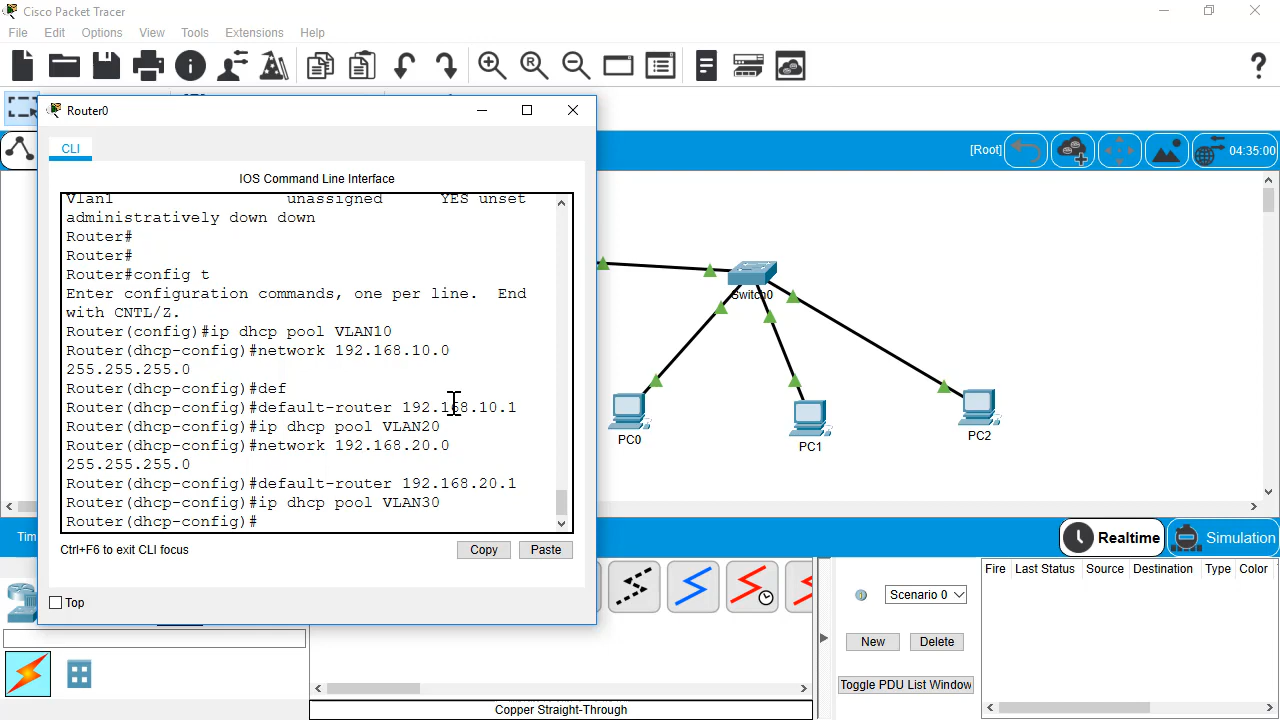 Cisco Packet Tracer
File Edit Options View Tools Extensions Help
Router0
CLI
[Root]
04:35:00
IOS Command Line Interface
Vlan1 unassigned YES unset
administratively down down
Router#
Router#
Router#config t
Enter configuration commands, one per line. End
with CNTL/Z.
Router(config)#ip dhcp pool VLAN10
Router(dhcp-config)#network 192.168.10.0
255.255.255.0
Router(dhcp-config)#def
Router(dhcp-config)#default-router 192.168.10.1
Router(dhcp-config)#ip dhcp pool VLAN20
Router(dhcp-config)#network 192.168.20.0
255.255.255.0
Router(dhcp-config)#default-router 192.168.20.1
Router(dhcp-config)#ip dhcp pool VLAN30
Router(dhcp-config)#
Ctrl+F6 to exit CLI focus
Copy
Paste
Top
Switch0
PC0
PC1
PC2
Tim
Realtime
Simulation
Scenario 0
New
Delete
Toggle PDU List Window
Fire Last Status Source Destination Type Color
Copper Straight-Through